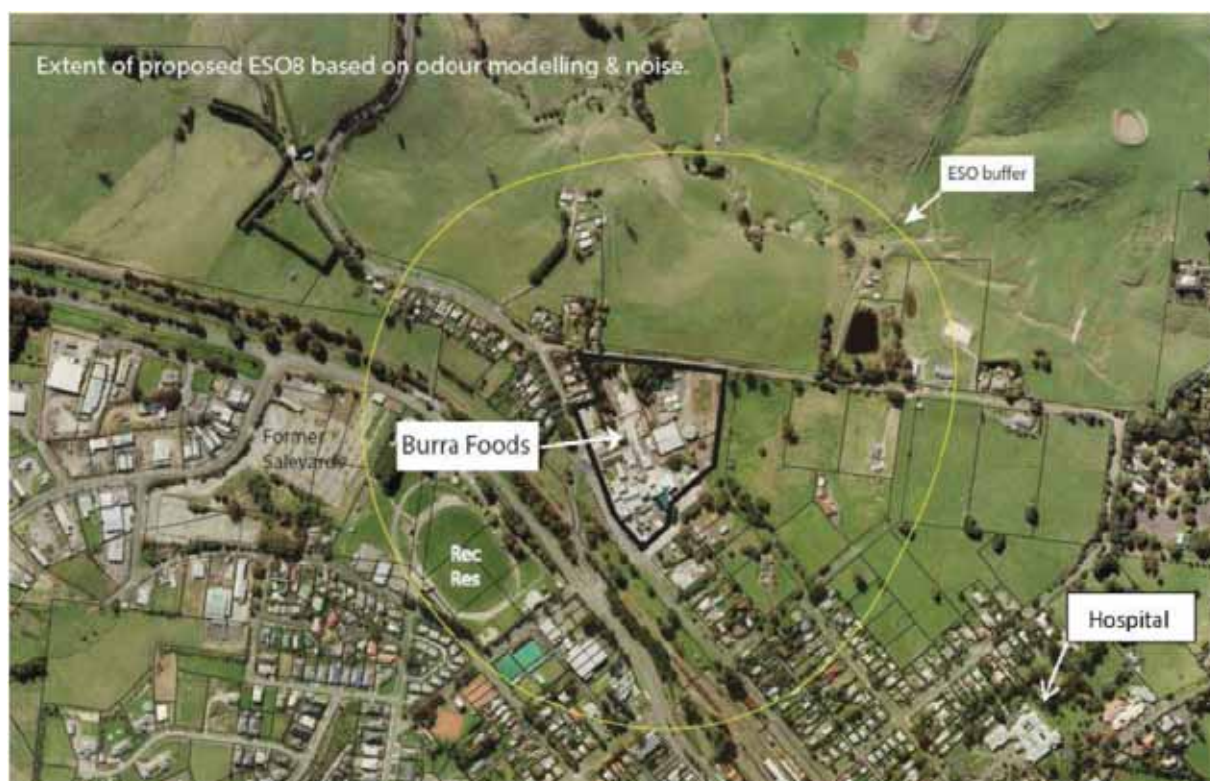 Extent of proposed ESO8 based on odour modelling & noise.
ESO buffer
Former
Saleyards
Burra Foods
Rec
Res
Hospital